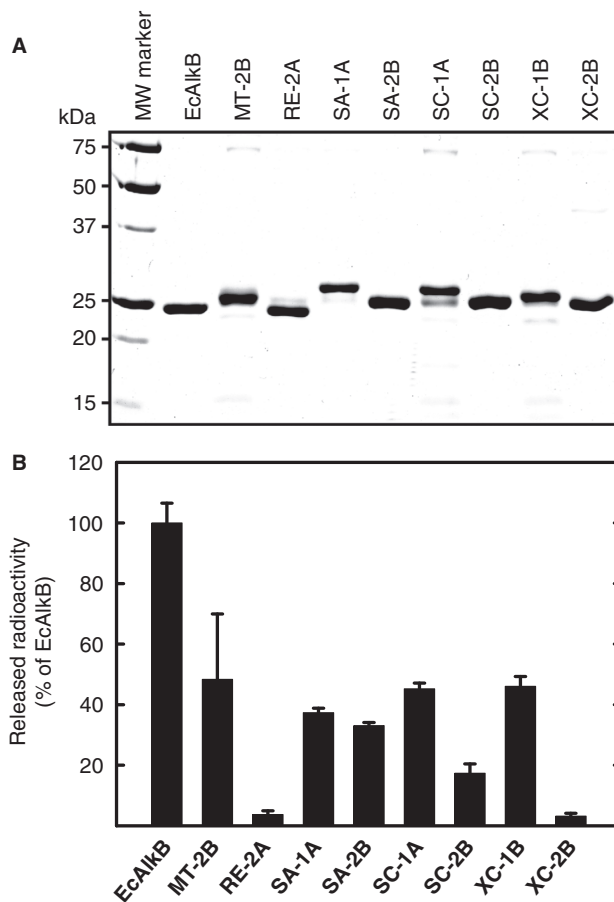 A
MW marker
EcAlkB
MT-2B
RE-2A
SA-1A
SA-2B
SC-1A
SC-2B
XC-1B
XC-2B
kDa
75
50
37
25
20
15
B
Released radioactivity
(% of EcAlkB)
120
100
80
60
40
20
EcAlkB
MT-2B
RE-2A
SA-1A
SA-2B
SC-1A
SC-2B
XC-1B
XC-2B